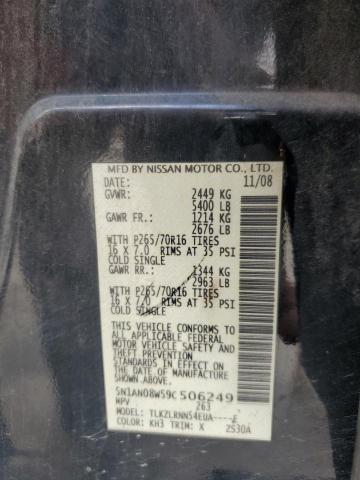 MFD BY NISSAN MOTOR CO., LTD.
DATE: 11/08
GVWR: 2449 KG
5400 LB
GAWR FR: 1214 KG
2676 LB
WITH P265/70R16 TIRES
16 X 7.0 RIMS AT 35 PSI
COLD SINGLE
GAWR RR: 1344 KG
2963 LB
WITH P265/70R16 TIRES
16 X 7.0 RIMS AT 35 PSI
COLD SINGLE
THIS VEHICLE CONFORMS TO
ALL APPLICABLE FEDERAL
MOTOR VEHICLE SAFETY
THEFT PREVENTION
STANDARDS IN EFFECT ON THE
DATE OF MANUFACTURE SHOWN
ABOVE.
5N1AN08W59C506249
MPV 263
MODEL: TLKZLRNN54EUA----E
COLOR: KH3 TRIM: X 2S30A